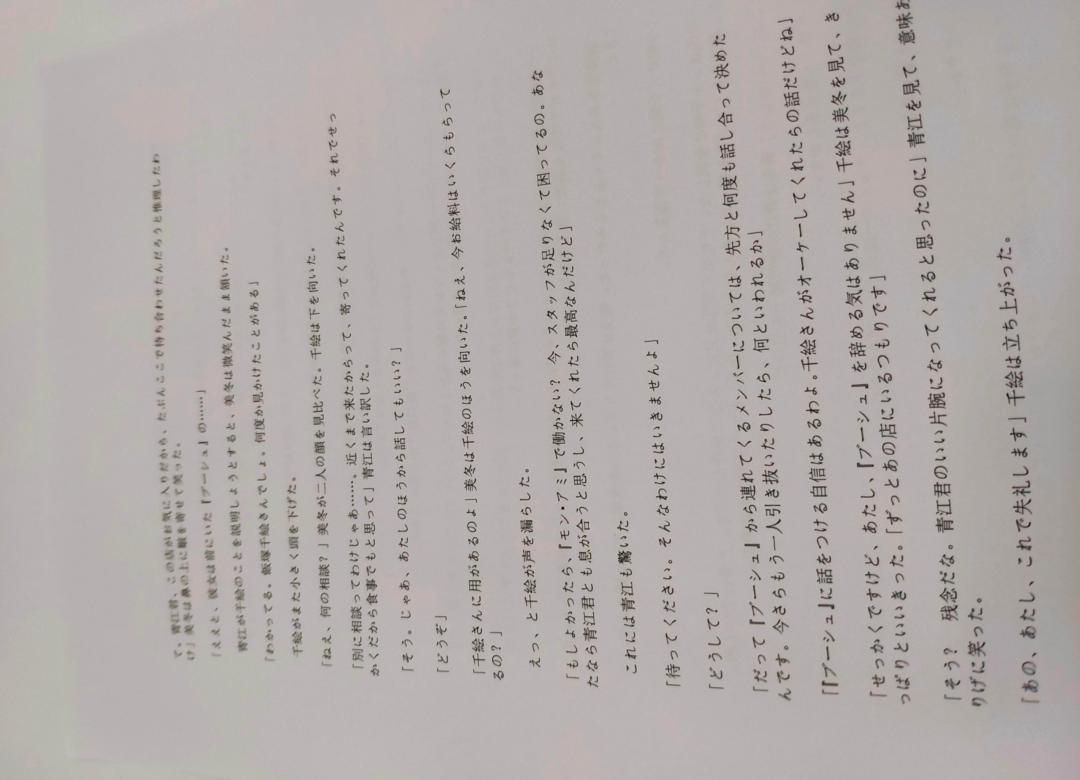 て、青江君、この店がお気に入りだから、たぶんここで待ち合わせたんだろうと推理したわ
け」美冬は鼻の上に皺を寄せて笑った。
「ええと、彼女は前にいた『ブーシュ』の……」
青江が千絵のことを説明しようとすると、美冬は微笑んだまま頷いた。
「わかってる。飯塚千絵さんでしょ。何度か見かけたことがある」
千絵がまた小さく頭を下げた。
「ねえ、何の相談？」美冬が二人の顔を見比べた。千絵は下を向いた。
「別に相談ってわけじゃあ……。近くまで来たからって、寄ってくれたんです。それでせっ
かくだから食事でもと思って」青江は言い訳した。
「そう。じゃあ、あたしのほうから話してもいい？」
「どうぞ」
「千絵さんに用があるのよ」美冬は千絵のほうを向いた。「ねえ、今お給料はいくらもらって
るの？」
えっ、と千絵が声を漏らした。
「もしよかったら、『モン・アミ』で働かない？　今、スタッフが足りなくて困ってるの。あな
たなら青江君とも息が合うと思うし、来てくれたら最高なんだけど」
これには青江も驚いた。
「待ってください。そんなわけにはいきませんよ」
「どうして？」
「だって『ブーシュ』から連れてくるメンバーについては、先方と何度も話し合って決めた
んです。今さらもう一人引き抜いたりしたら、何といわれるか」
「『ブーシュ』に話をつける自信はあるわよ。千絵さんがオーケーしてくれたらの話だけどね」
「せっかくですけど、あたし、『ブーシュ』を辞める気はありません」千絵は美冬を見て、き
っぱりといいきった。「ずっとあの店にいるつもりです」
「そう？　残念だな。青江君のいい片腕になってくれると思ったのに」青江を見て、意味あ
りげに笑った。
「あの、あたし、これで失礼します」千絵は立ち上がった。